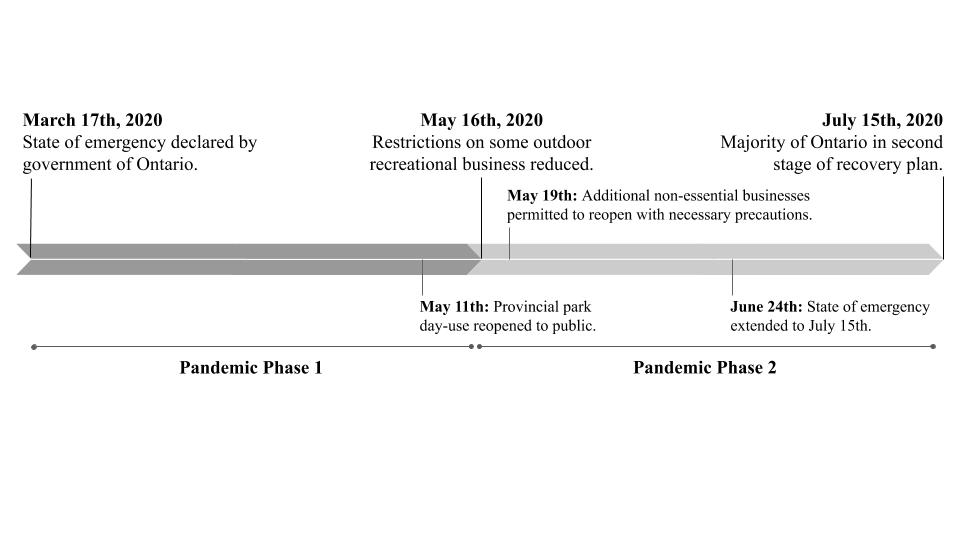 March 17th, 2020
State of emergency declared by
government of Ontario.
May 16th, 2020
Restrictions on some outdoor
recreational business reduced.
July 15th, 2020
Majority of Ontario in second
stage of recovery plan.
May 19th: Additional non-essential businesses
permitted to reopen with necessary precautions.
May 11th: Provincial park
day-use reopened to public.
June 24th: State of emergency
extended to July 15th.
Pandemic Phase 1
Pandemic Phase 2